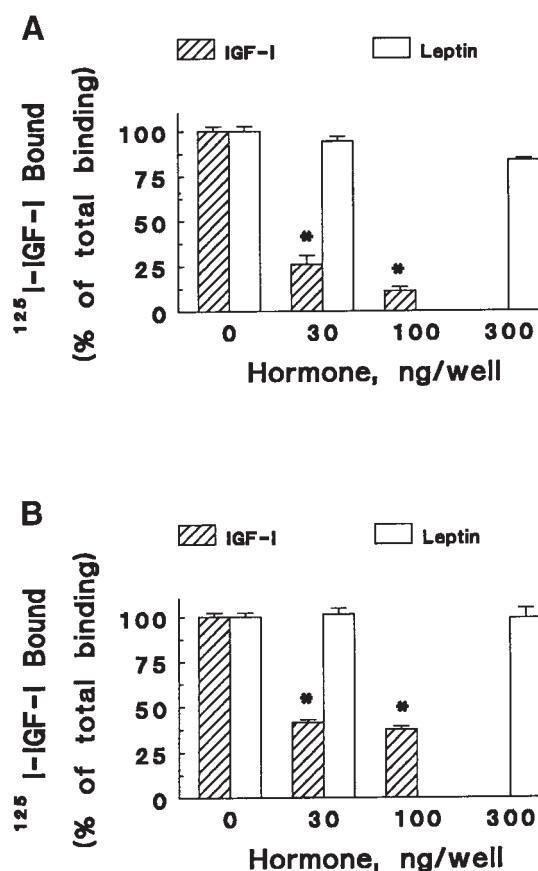 A
IGF-I Leptin
¹²⁵I-IGF-I Bound
(% of total binding)
100
75
50
25
0
0 30 100 300
* *
Hormone, ng/well
B
IGF-I Leptin
¹²⁵I-IGF-I Bound
(% of total binding)
100
75
50
25
0
0 30 100 300
* *
Hormone, ng/well